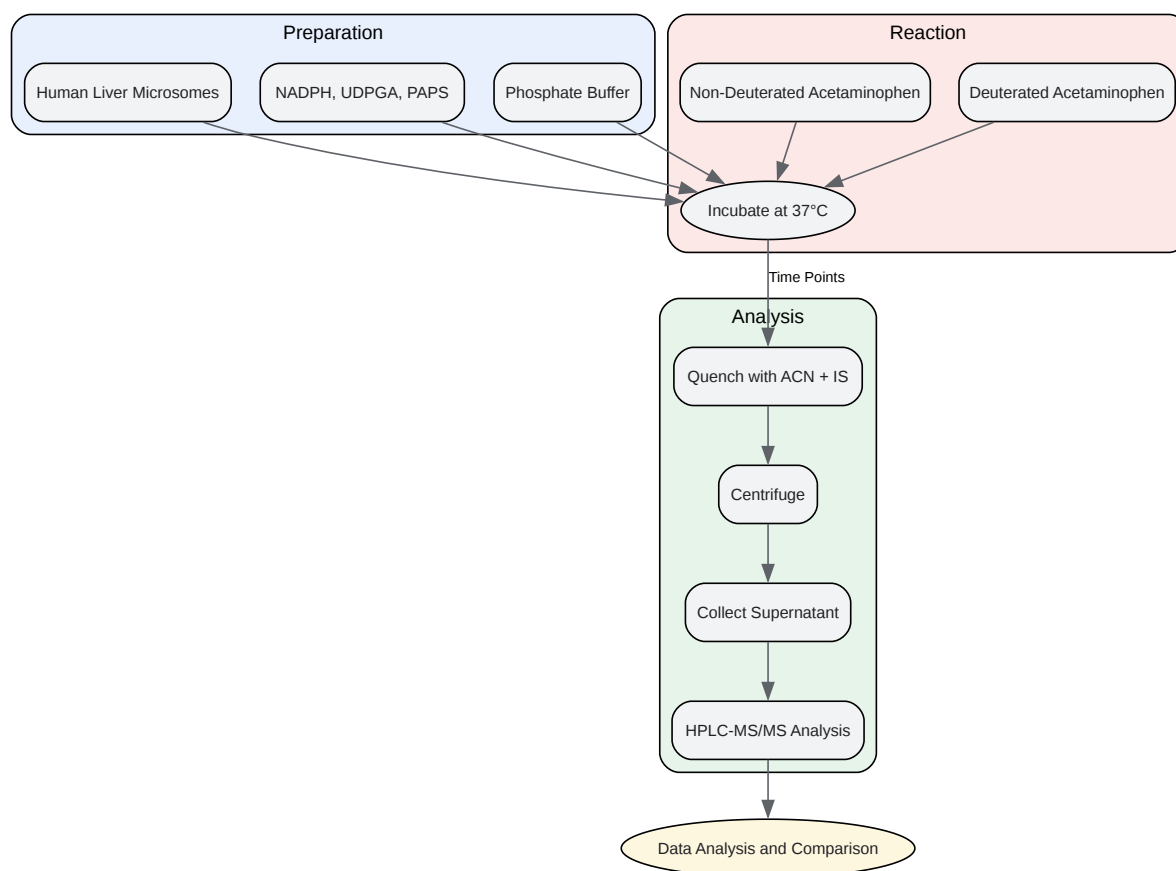 Preparation
Reaction
Human Liver Microsomes
NADPH, UDPGA, PAPS
Phosphate Buffer
Non-Deuterated Acetaminophen
Deuterated Acetaminophen
Incubate at 37°C
Time Points
Analysis
Quench with ACN + IS
Centrifuge
Collect Supernatant
HPLC-MS/MS Analysis
Data Analysis and Comparison